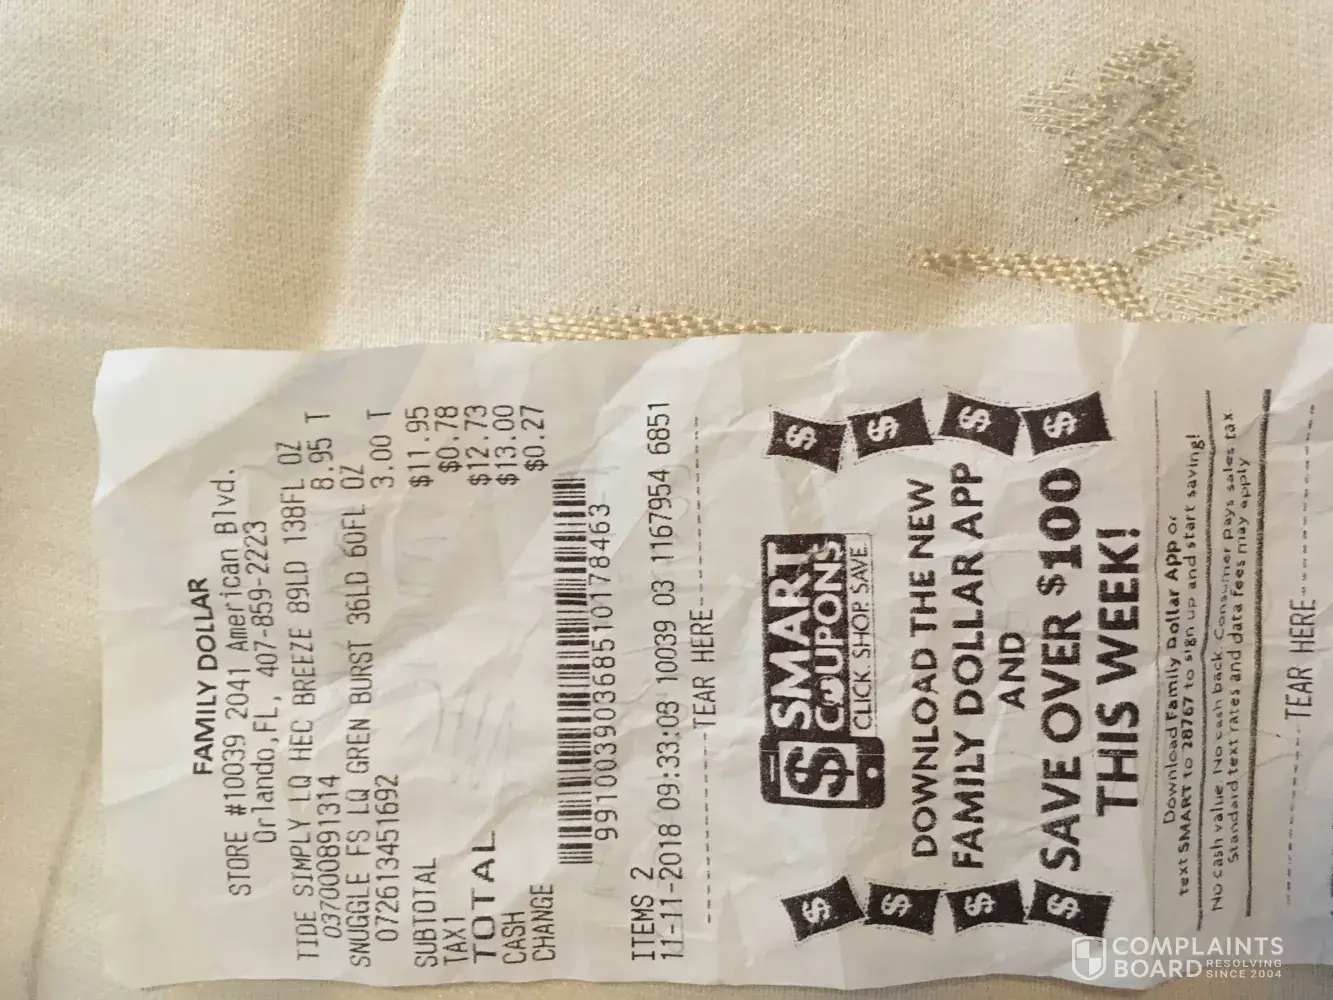 FAMILY DOLLAR
STORE #10039 2041 American Blvd.
Orlando,FL, 407-859-2223
TIDE SIMPLY LQ HEC BREEZE 89LD 138FL OZ
037000891314 8.95 T
SNUGGLE FS LQ GREN BURST 36LD 60FL OZ
072613451692 3.00 T
SUBTOTAL $11.95
TAX1 $0.78
TOTAL $12.73
CASH $13.00
CHANGE $0.27
99100390368510178463
ITEMS 2
11-11-2018 09:33:03 10039 03 1167954 6851
TEAR HERE
$ $ $ $
$ SMART
COUPONS
CLICK. SHOP. SAVE.
DOWNLOAD THE NEW
FAMILY DOLLAR APP
AND
SAVE OVER $100
THIS WEEK!
$ $ $ $
Download Family Dollar App or
text SMART to 28767 to sign up and start saving!
No cash value. No cash back. Consumer pays sales tax
Standard text rates and data fees may apply
TEAR HERE
COMPLAINTS
BOARD RESOLVING
SINCE 2004